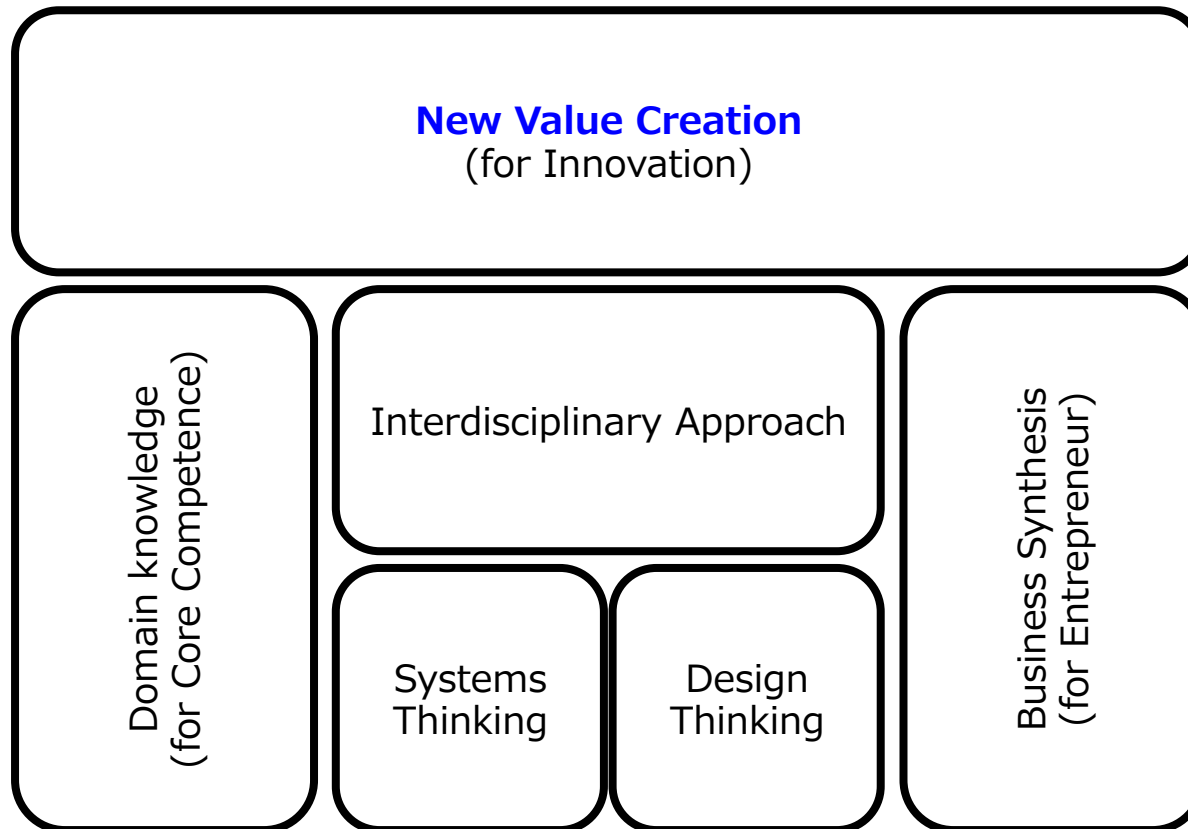 New Value Creation
(for Innovation)
Domain knowledge
(for Core Competence)
Interdisciplinary Approach
Systems
Thinking
Design
Thinking
Business Synthesis
(for Entrepreneur)